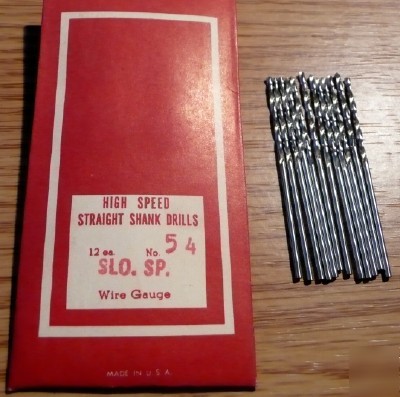 HIGH SPEED
STRAIGHT SHANK DRILLS
12 ea. No. 54
SLO. SP.
Wire Gauge
MADE IN U.S.A.